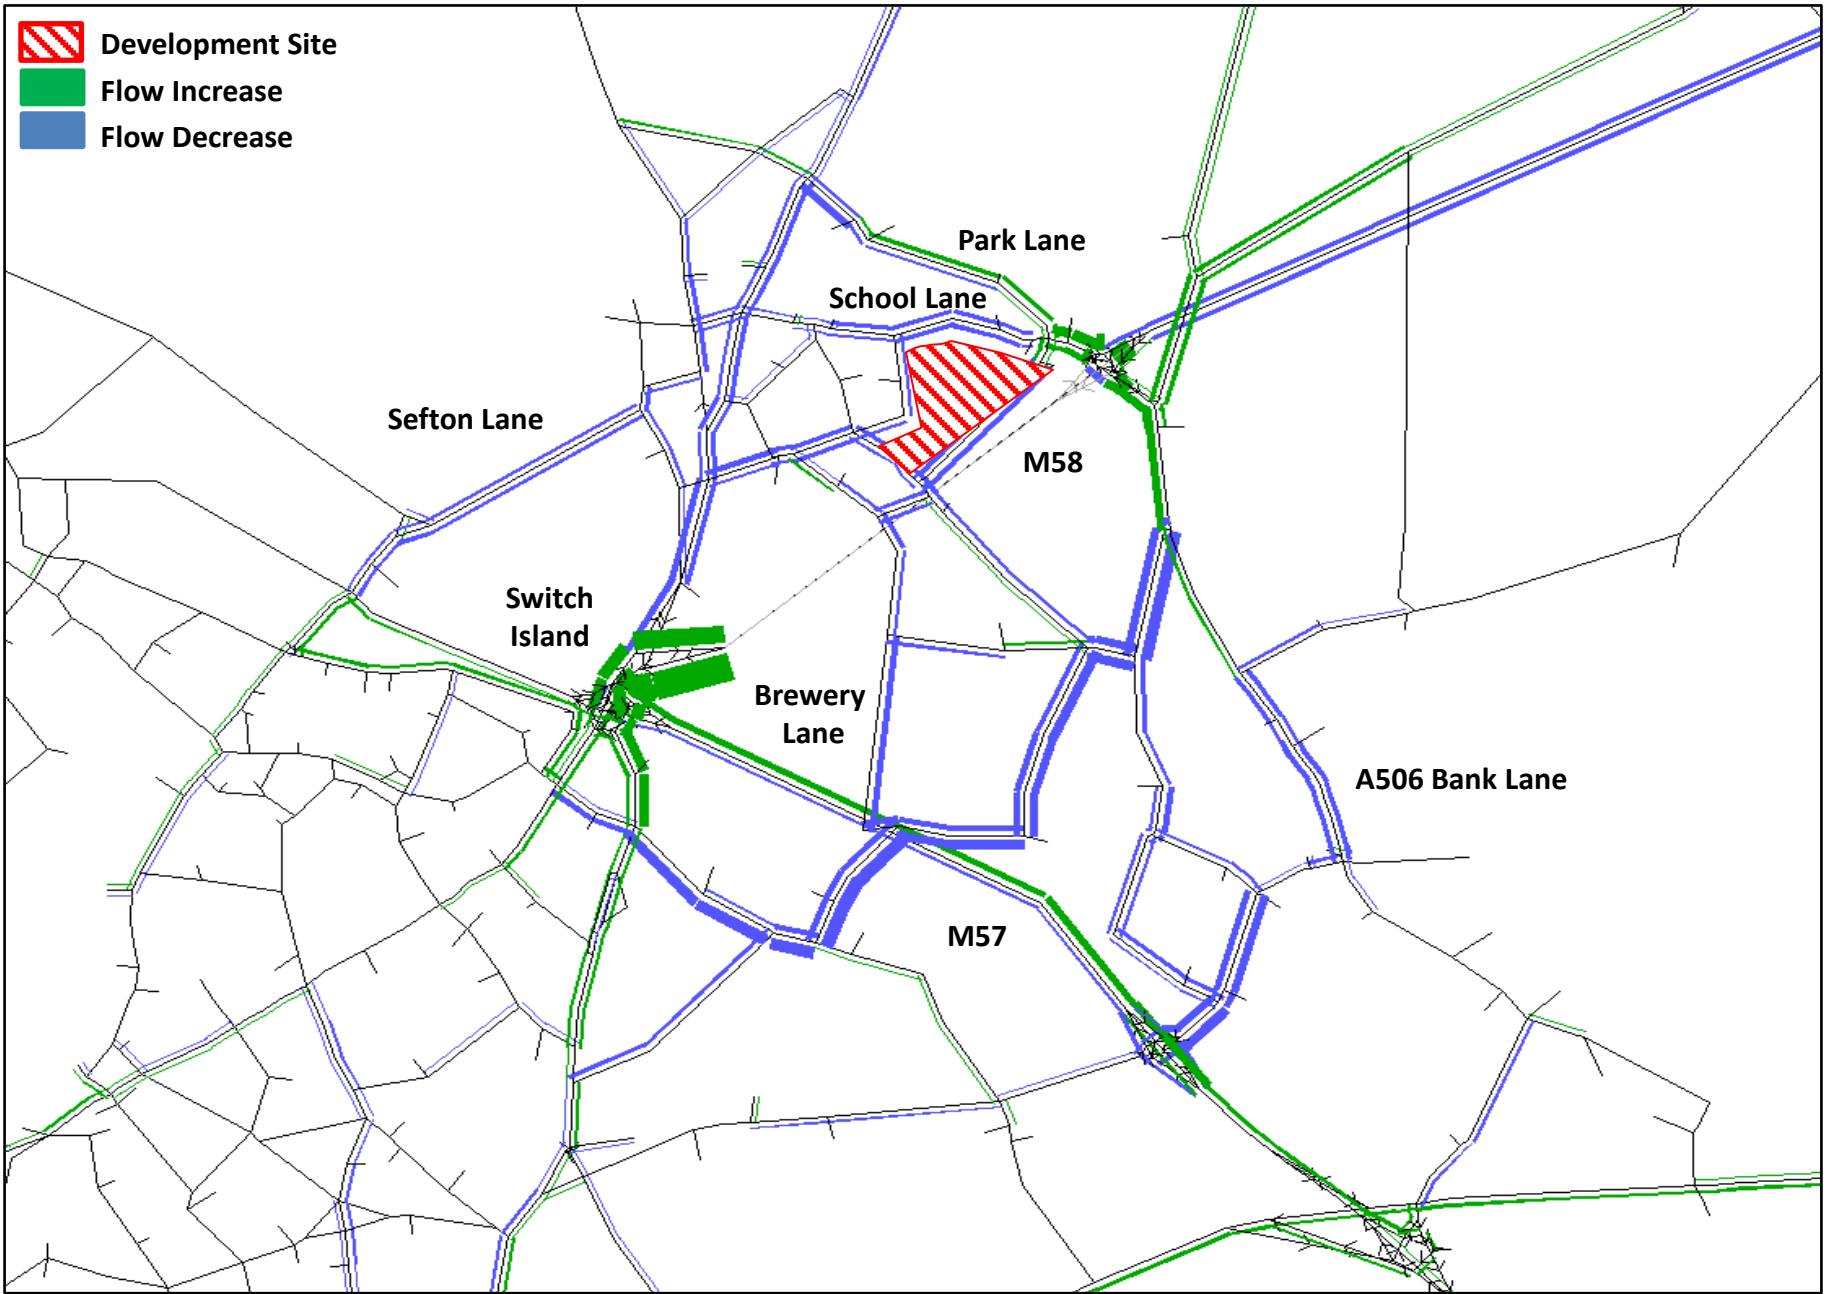 Development Site
Flow Increase
Flow Decrease
Park Lane
School Lane
Sefton Lane
M58
Switch
Island
Brewery
Lane
A506 Bank Lane
M57